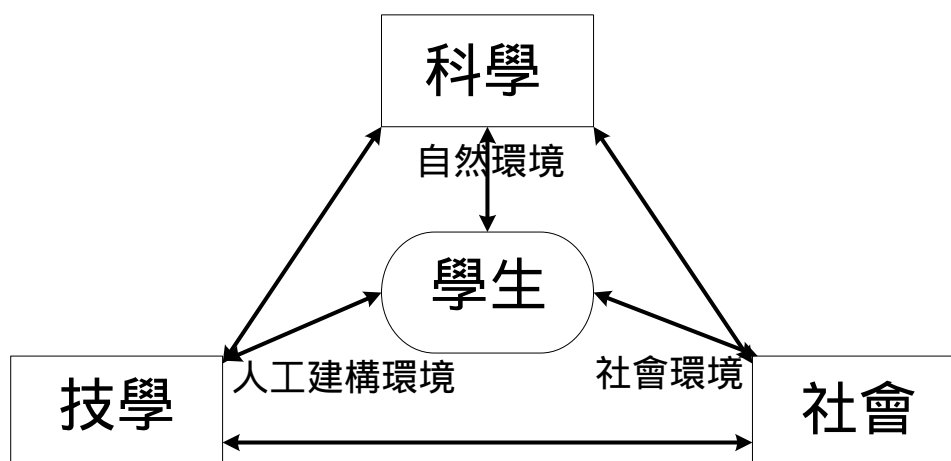 科學
自然環境
學生
人工建構環境
社會環境
技學
社會